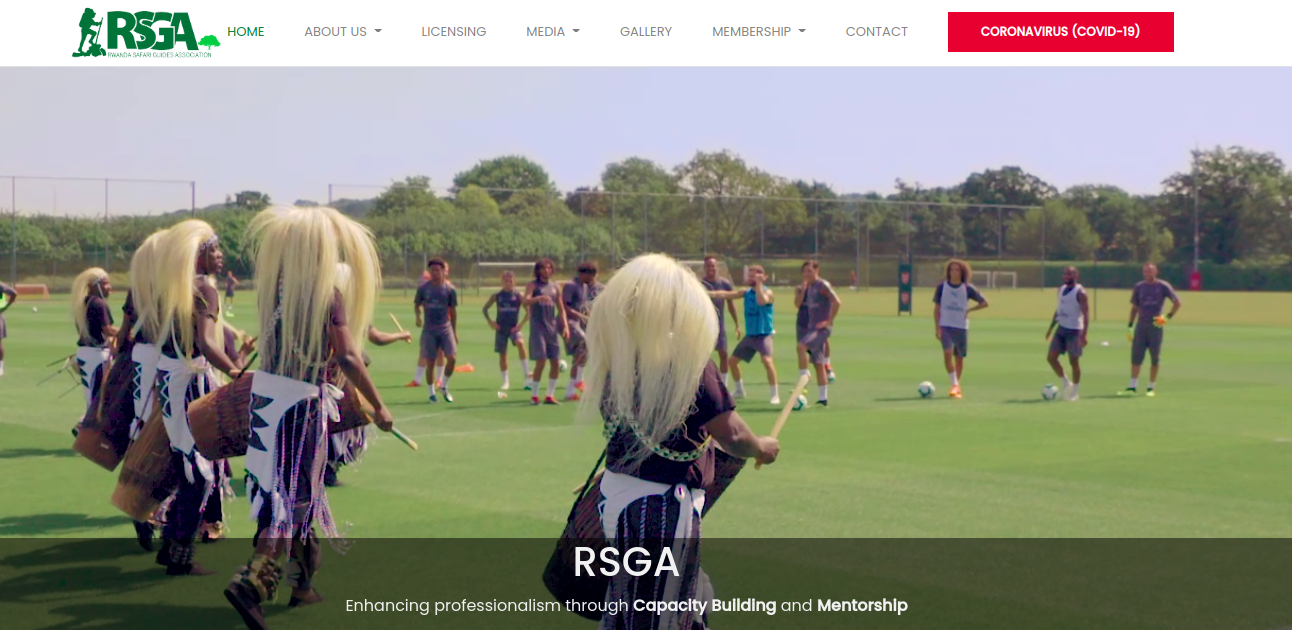 RSGA
RWANDA SAFARI GUIDES ASSOCIATION
HOME
ABOUT US
LICENSING
MEDIA
GALLERY
MEMBERSHIP
CONTACT
CORONAVIRUS (COVID-19)
RSGA
Enhancing professionalism through Capacity Building and Mentorship